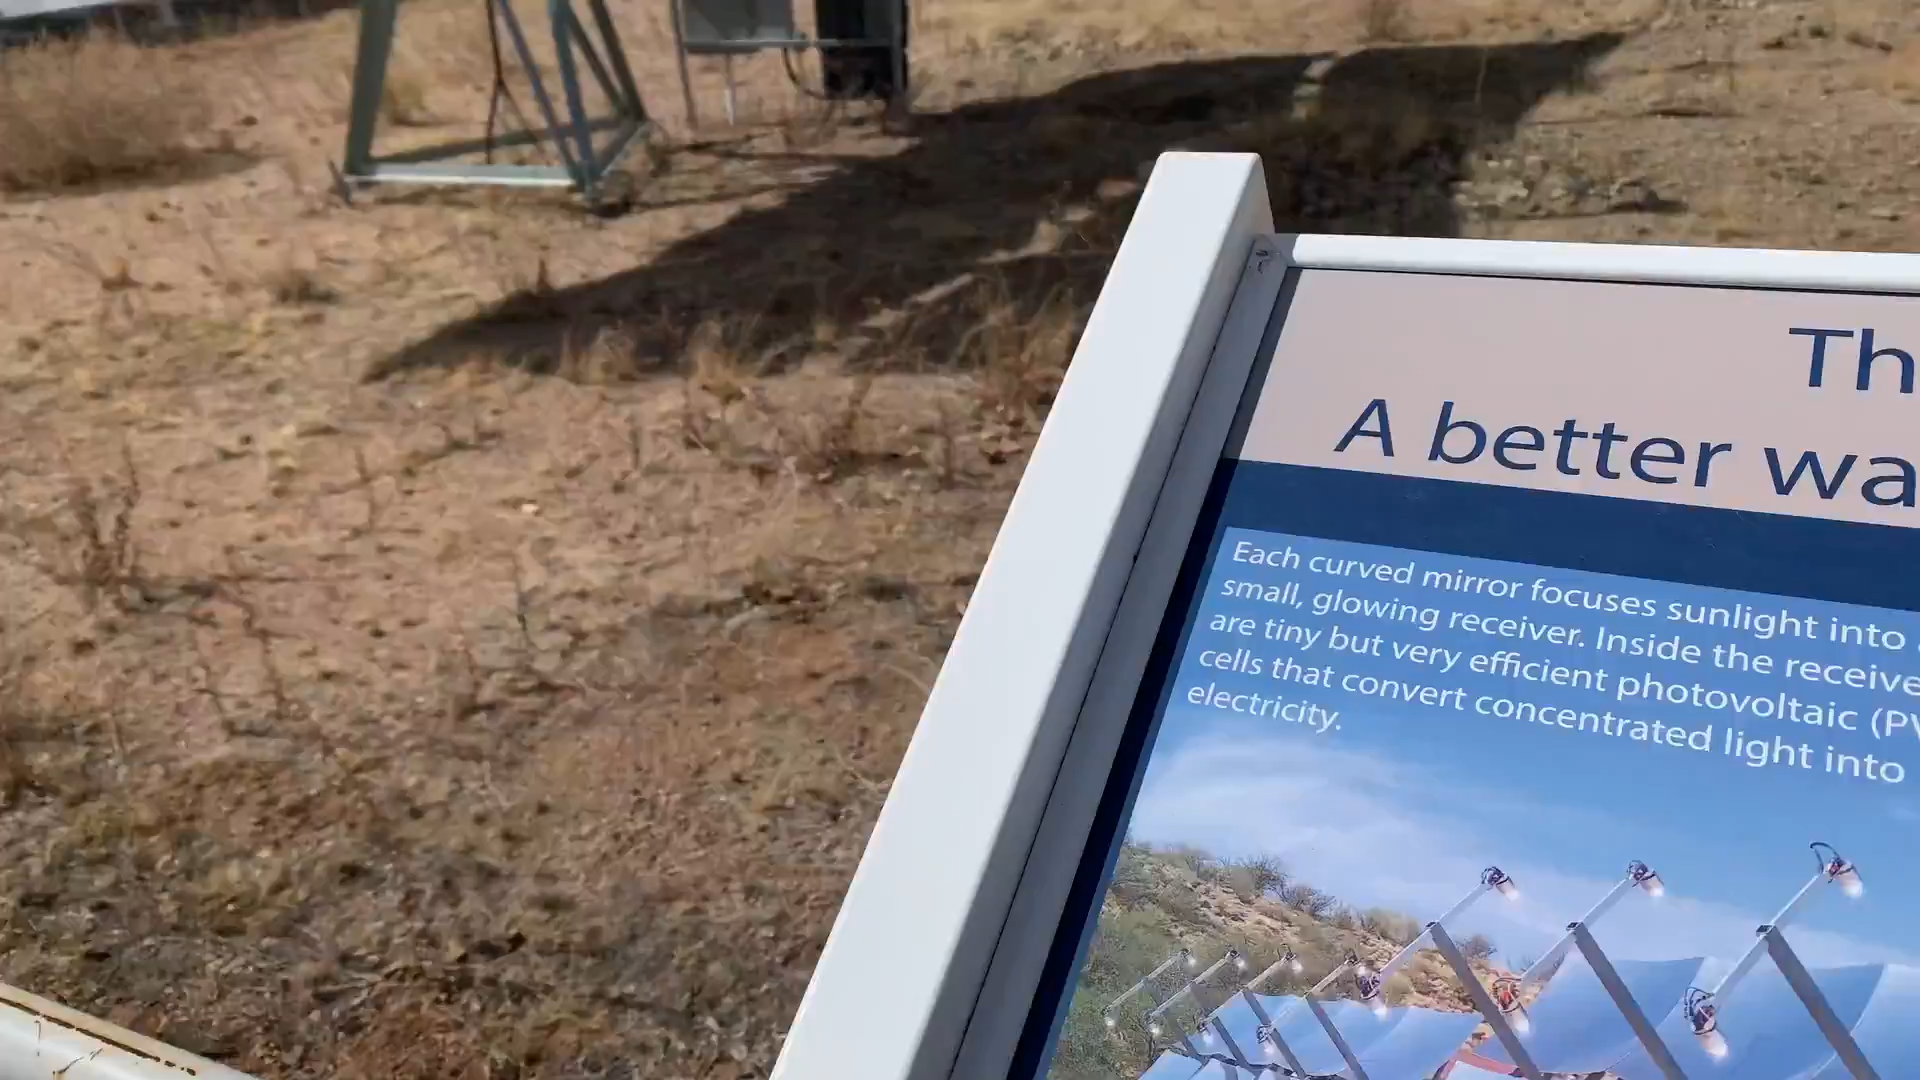 Th
A better wa
Each curved mirror focuses sunlight into
small, glowing receiver. Inside the receive
are tiny but very efficient photovoltaic (PV
cells that convert concentrated light into
electricity.